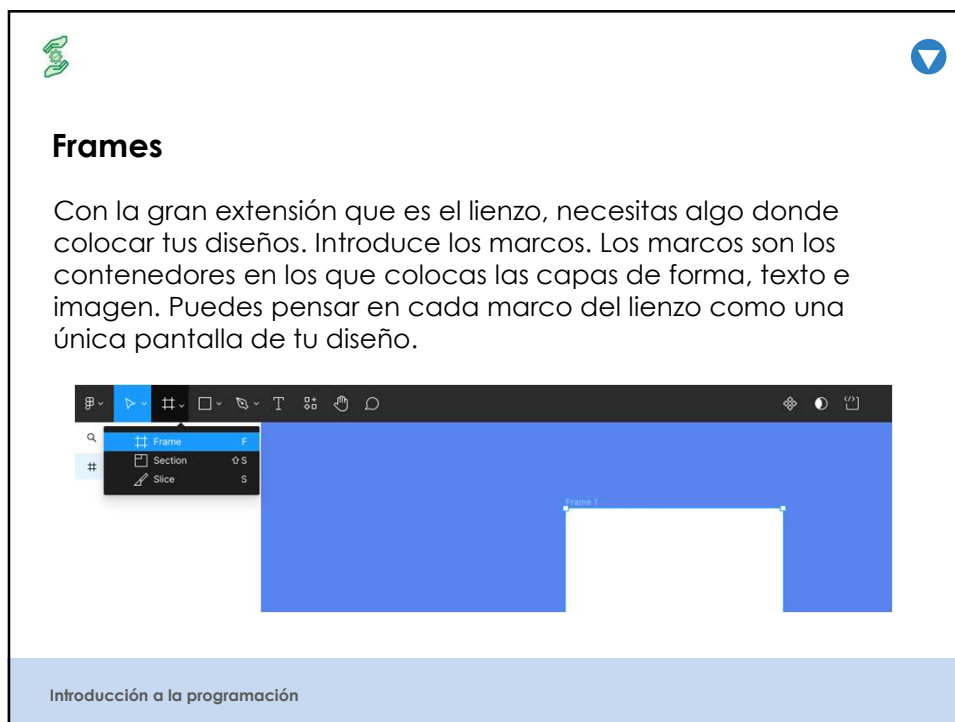 Frames
Con la gran extensión que es el lienzo, necesitas algo donde
colocar tus diseños. Introduce los marcos. Los marcos son los
contenedores en los que colocas las capas de forma, texto e
imagen. Puedes pensar en cada marco del lienzo como una
única pantalla de tu diseño.
Frame F
Section ⇧S
Slice S
Frame 1
Introducción a la programación